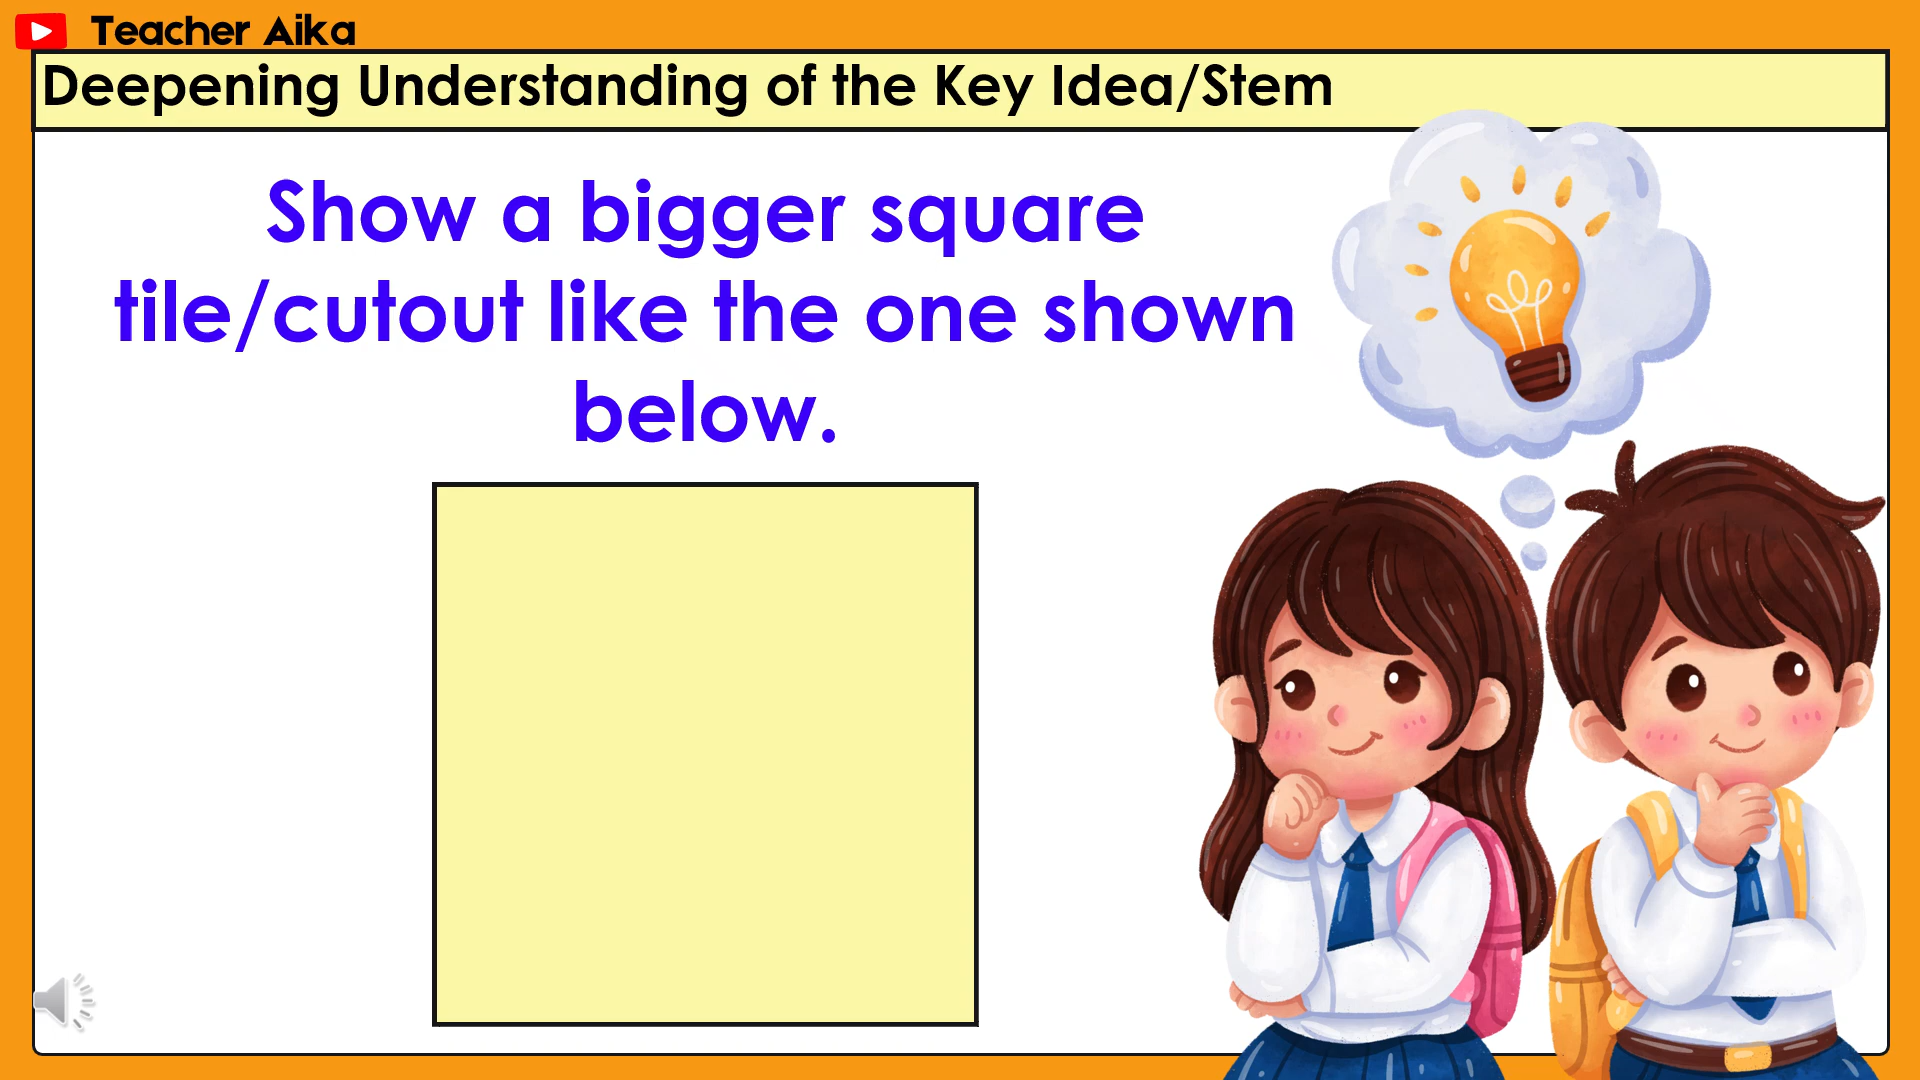 Teacher Aika
Deepening Understanding of the Key Idea/Stem
Show a bigger square
tile/cutout like the one shown
below.